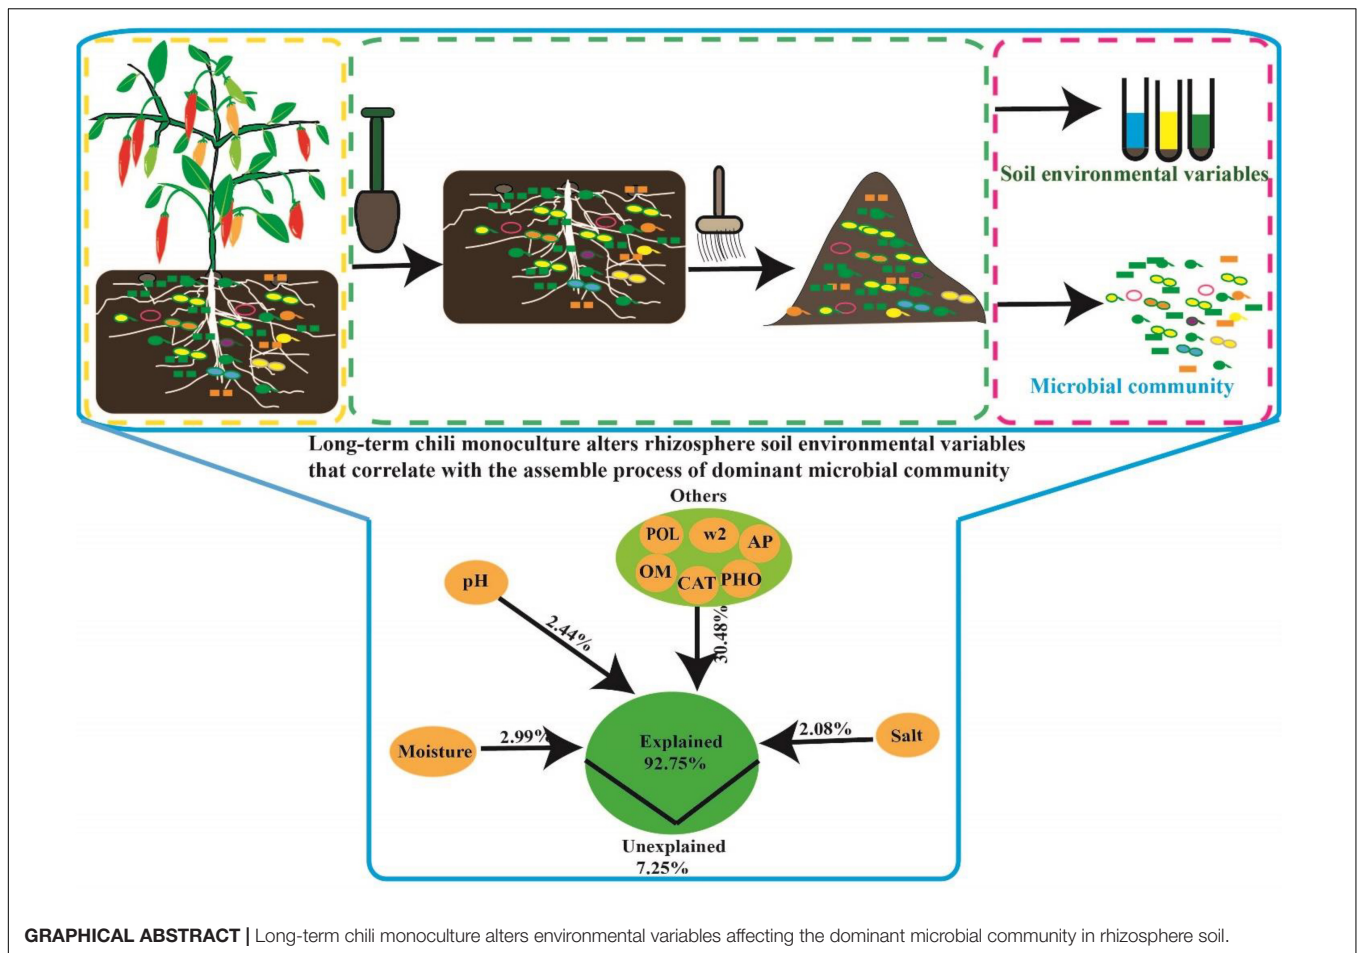 Soil environmental variables
Microbial community
Long-term chili monoculture alters rhizosphere soil environmental variables
that correlate with the assemble process of dominant microbial community
Others
POL
w2
AP
OM
CAT
PHO
pH
2.44%
30.48%
Moisture
2.99%
2.08%
Salt
Explained
92.75%
Unexplained
7.25%
GRAPHICAL ABSTRACT | Long-term chili monoculture alters environmental variables affecting the dominant microbial community in rhizosphere soil.